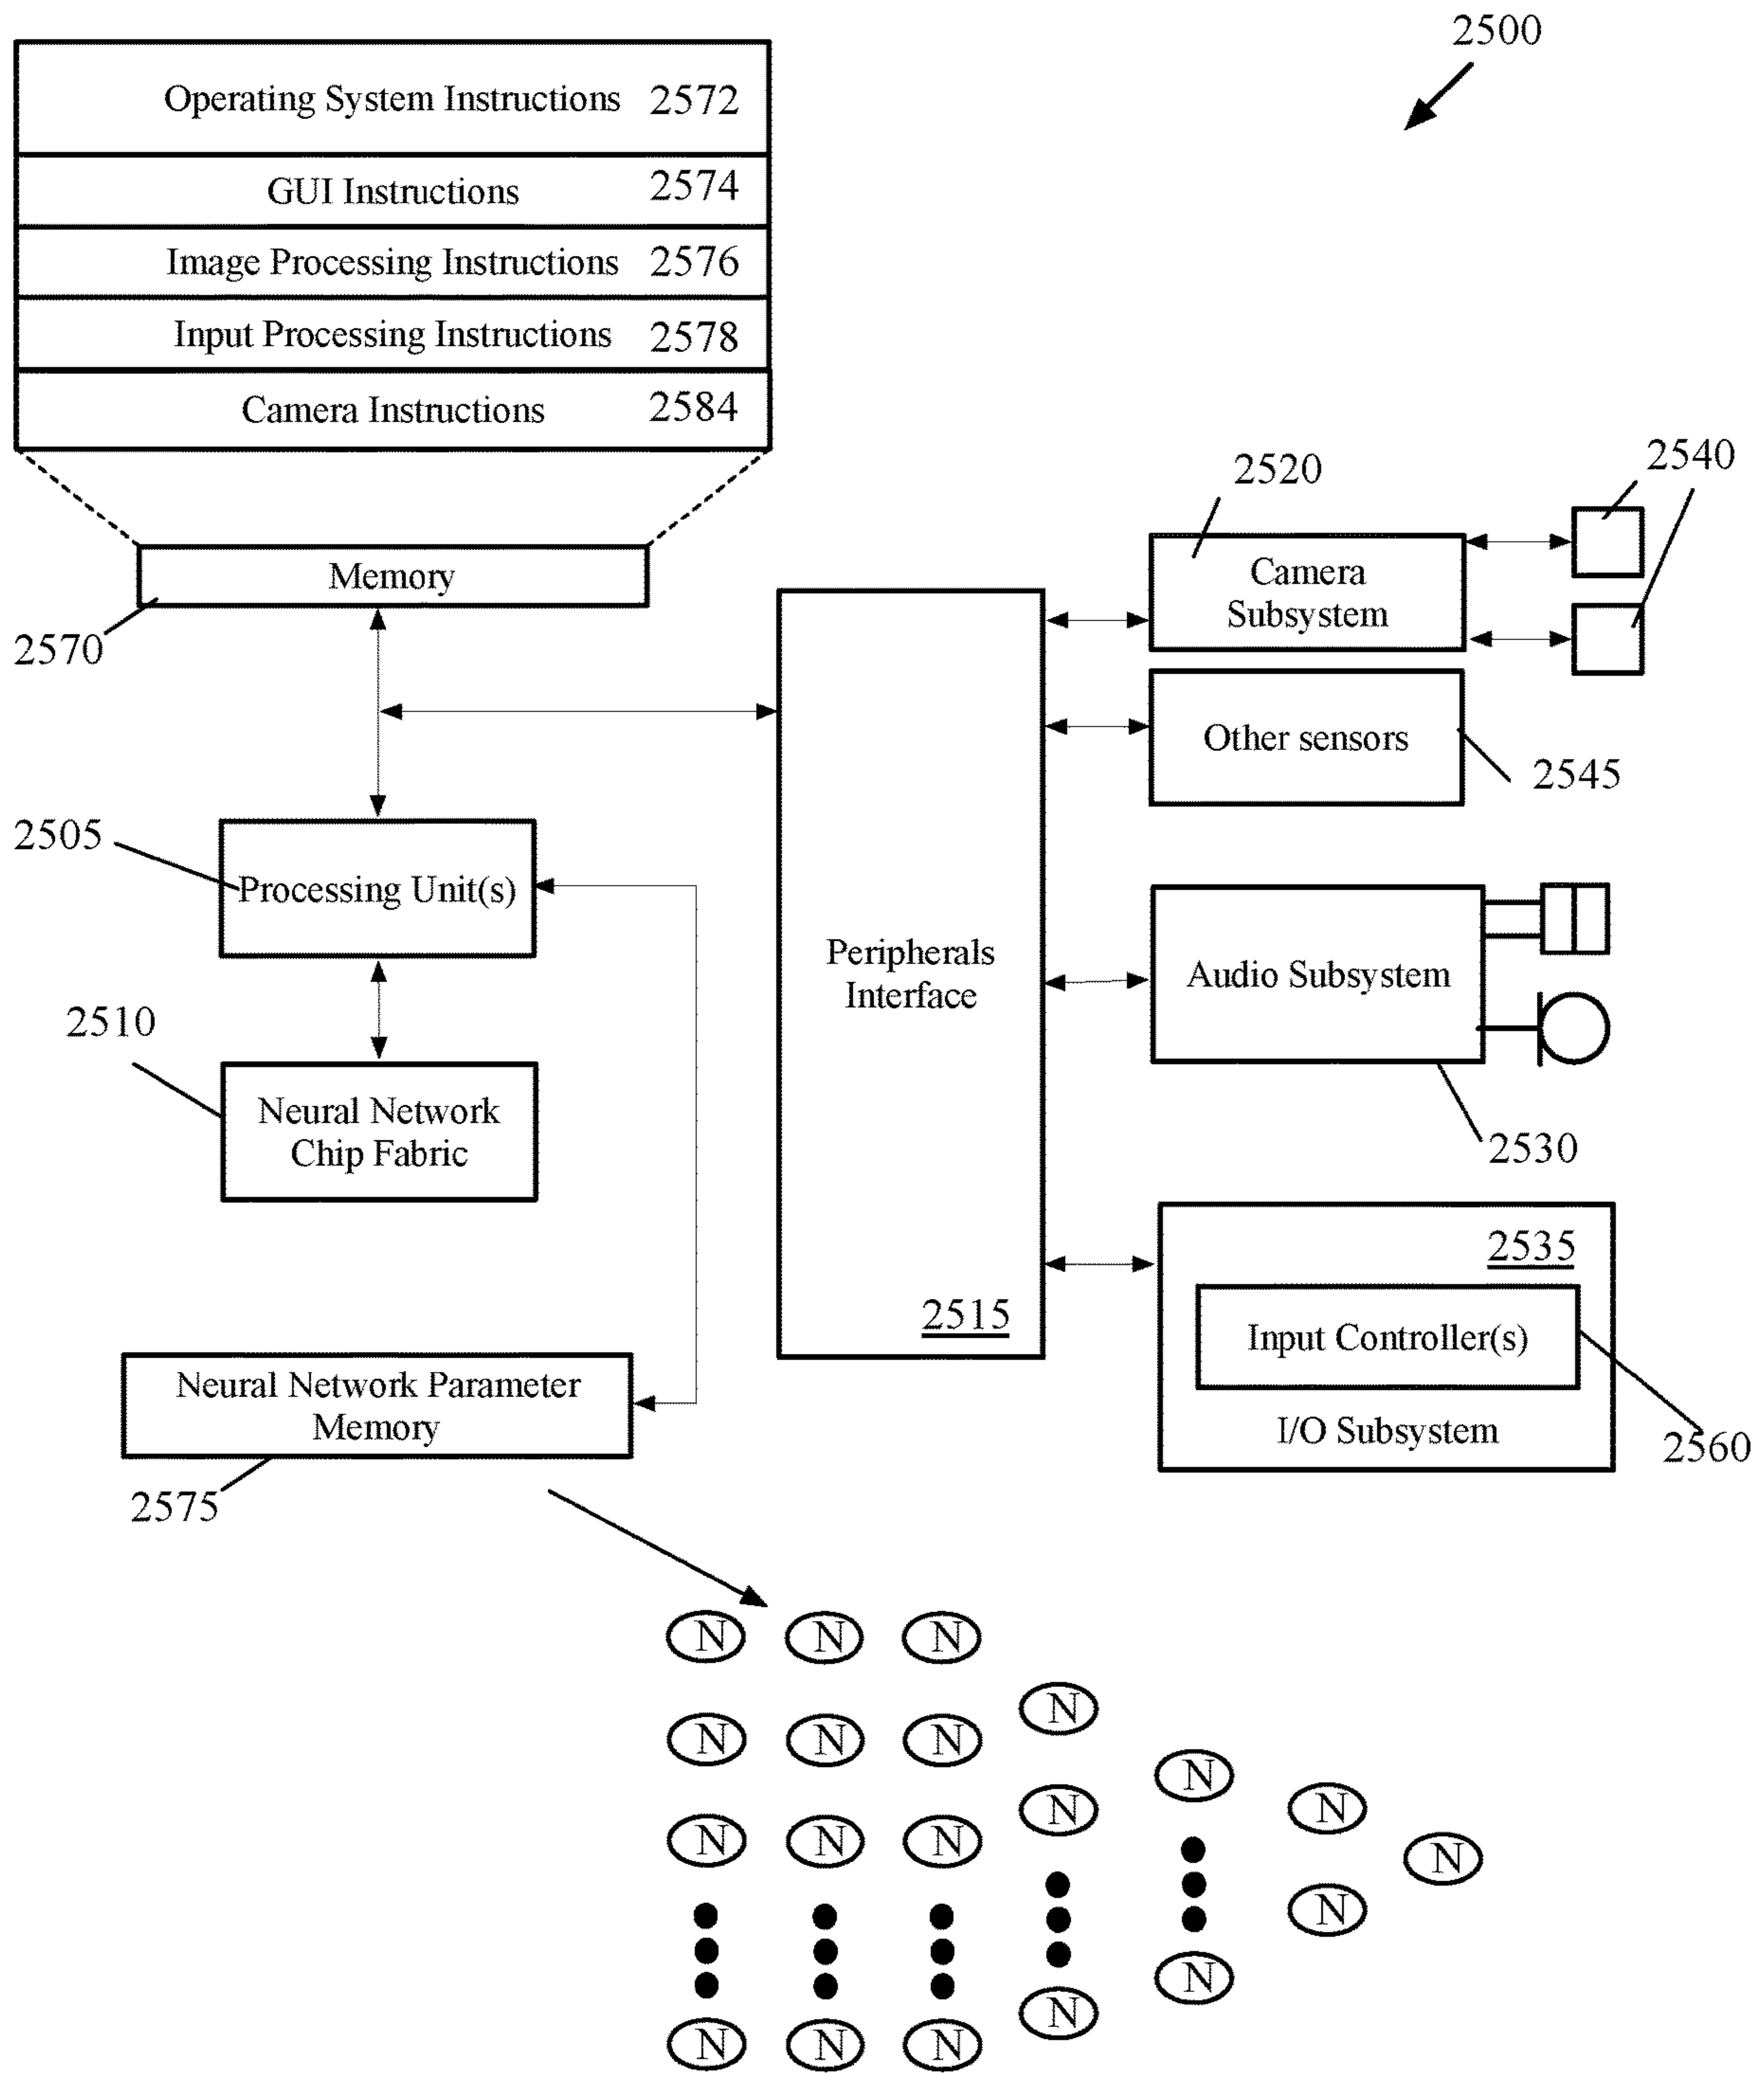 2500
Operating System Instructions 2572
GUI Instructions 2574
Image Processing Instructions 2576
Input Processing Instructions 2578
Camera Instructions 2584
Memory
2570
2520
2540
Camera
Subsystem
Other sensors
2545
2505
Processing Unit(s)
Peripherals
Interface
2515
Audio Subsystem
2530
2510
Neural Network
Chip Fabric
2535
Input Controller(s)
I/O Subsystem
2560
Neural Network Parameter
Memory
2575
N N N
N
N N N
N
N
N
N N N
N
N
N
N
N
N N N